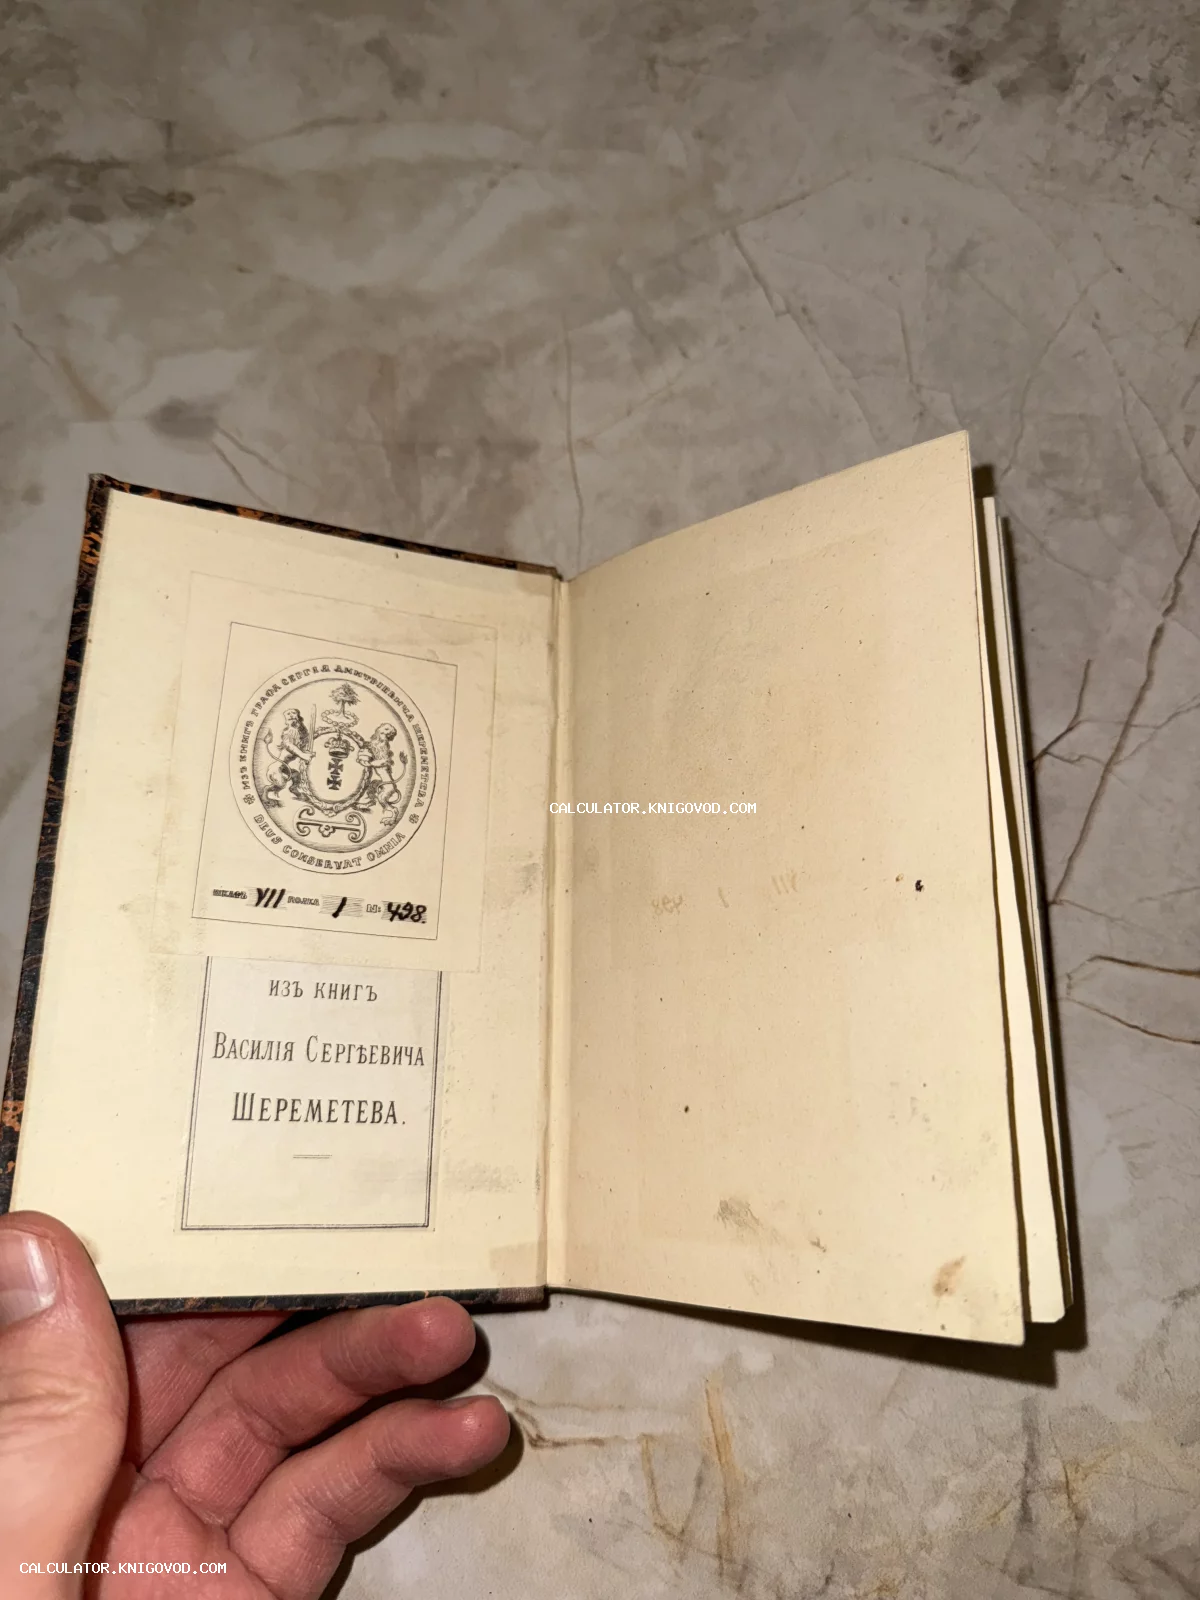 ИЗЪ КНИГЪ ГРАФА СЕРГІЯ ДМИТРІЕВИЧА ШЕРЕМЕТЕВА
DEUS CONSERVAT OMNIA
ШКАФЪ VII ПОЛКА 1 №: 498.
ИЗЪ КНИГЪ
ВАСИЛІЯ СЕРГѢЕВИЧА
ШЕРЕМЕТЕВА.
CALCULATOR.KNIGOVOD.COM
CALCULATOR.KNIGOVOD.COM